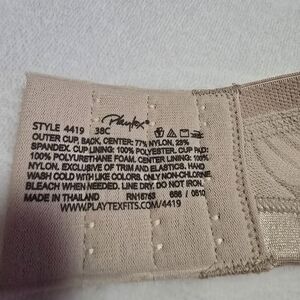 Playtex®
STYLE 4419 38C
OUTER CUP, BACK, CENTER: 77% NYLON, 23%
SPANDEX. CUP LINING: 100% POLYESTER. CUP PAD:
100% POLYURETHANE FOAM. CENTER LINING: 100%
NYLON. EXCLUSIVE OF TRIM AND ELASTICS. HAND
WASH COLD WITH LIKE COLORS. ONLY NON-CHLORINE
BLEACH WHEN NEEDED. LINE DRY. DO NOT IRON.
MADE IN THAILAND RN15763
WWW.PLAYTEXFITS.COM/4419